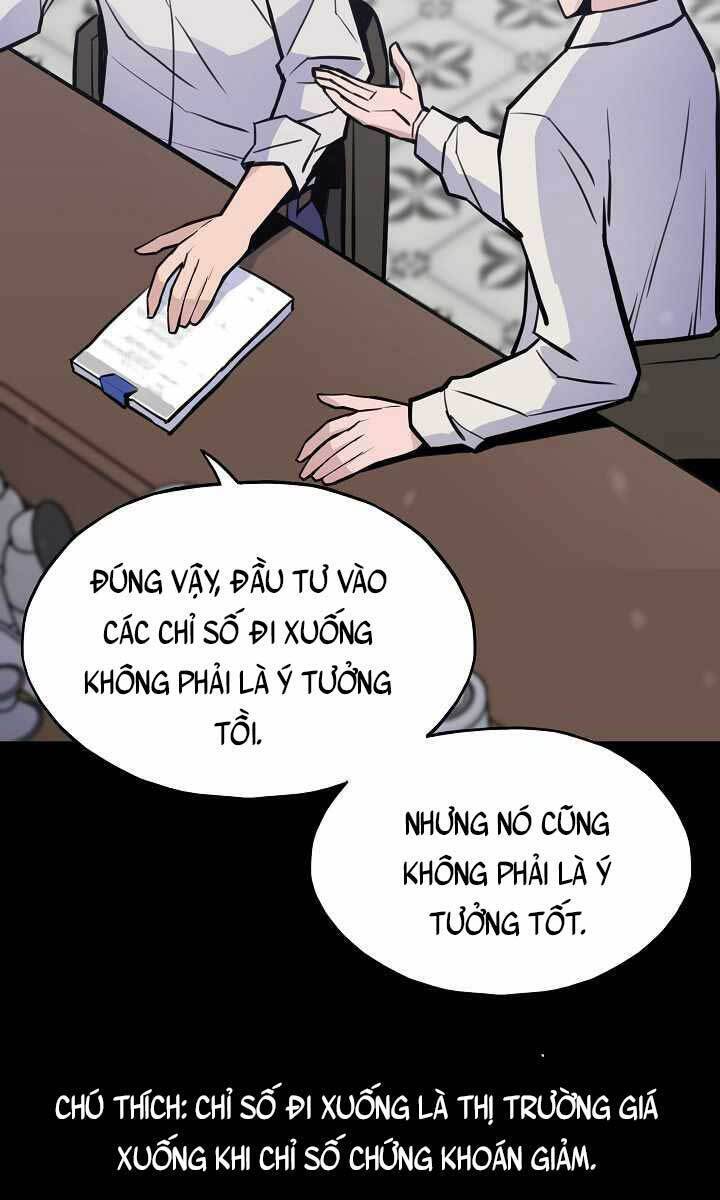 ĐÚNG VẬY, ĐẦU TƯ VÀO
CÁC CHỈ SỐ ĐI XUỐNG
KHÔNG PHẢI LÀ Ý TƯỞNG
TỒI.
NHƯNG NÓ CŨNG
KHÔNG PHẢI LÀ Ý
TƯỞNG TỐT.
CHÚ THÍCH: CHỈ SỐ ĐI XUỐNG LÀ THỊ TRƯỜNG GIÁ
XUỐNG KHI CHỈ SỐ CHỨNG KHOÁN GIẢM.